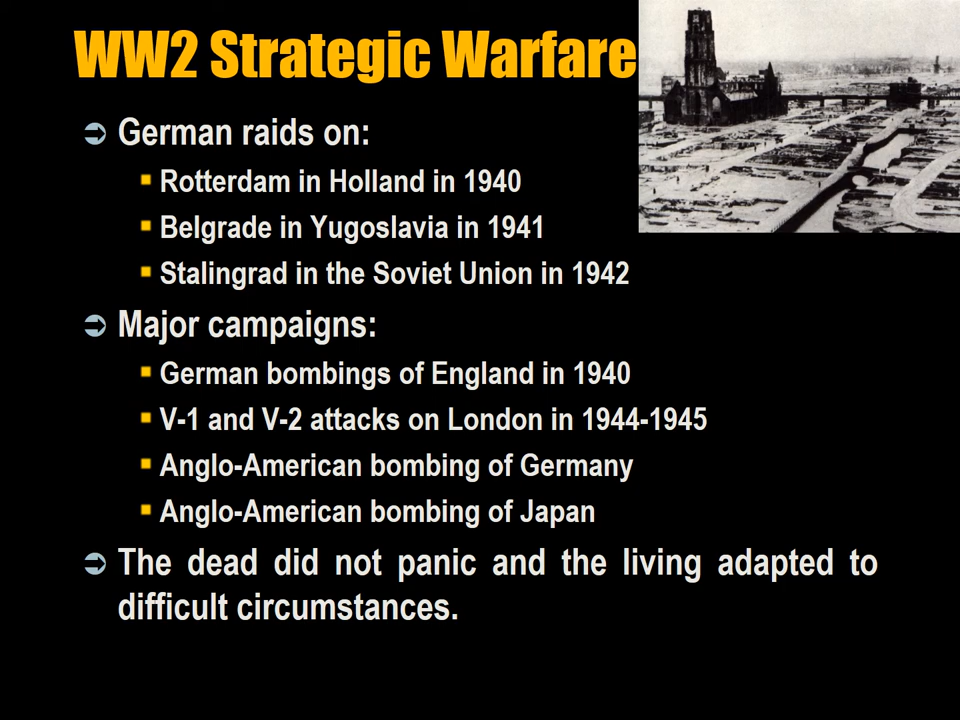 WW2 Strategic Warfare
German raids on:
Rotterdam in Holland in 1940
Belgrade in Yugoslavia in 1941
Stalingrad in the Soviet Union in 1942
Major campaigns:
German bombings of England in 1940
V-1 and V-2 attacks on London in 1944-1945
Anglo-American bombing of Germany
Anglo-American bombing of Japan
The dead did not panic and the living adapted to
difficult circumstances.